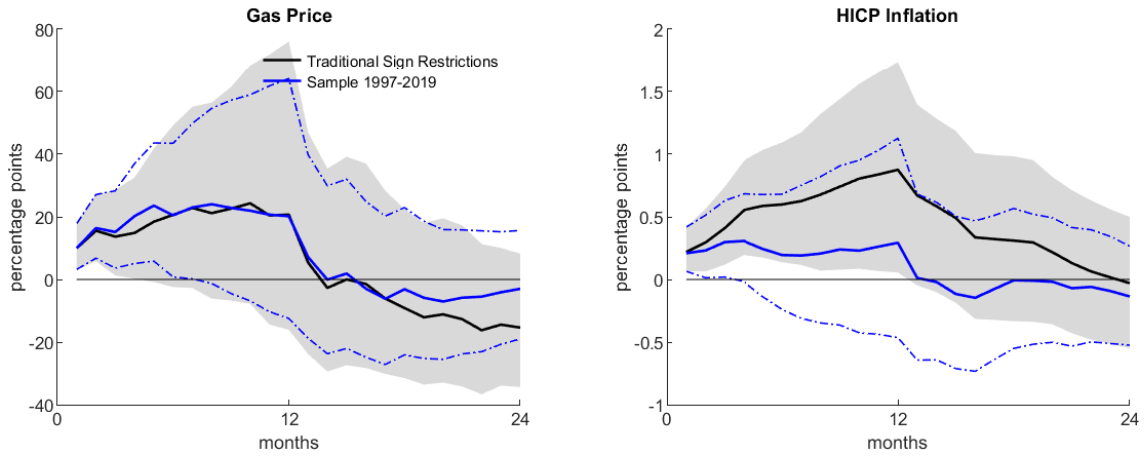 Gas Price
80
60
40
20
0
-20
-40
percentage points
0
12
24
months
Traditional Sign Restrictions
Sample 1997-2019
HICP Inflation
2
1.5
1
0.5
0
-0.5
-1
percentage points
0
12
24
months